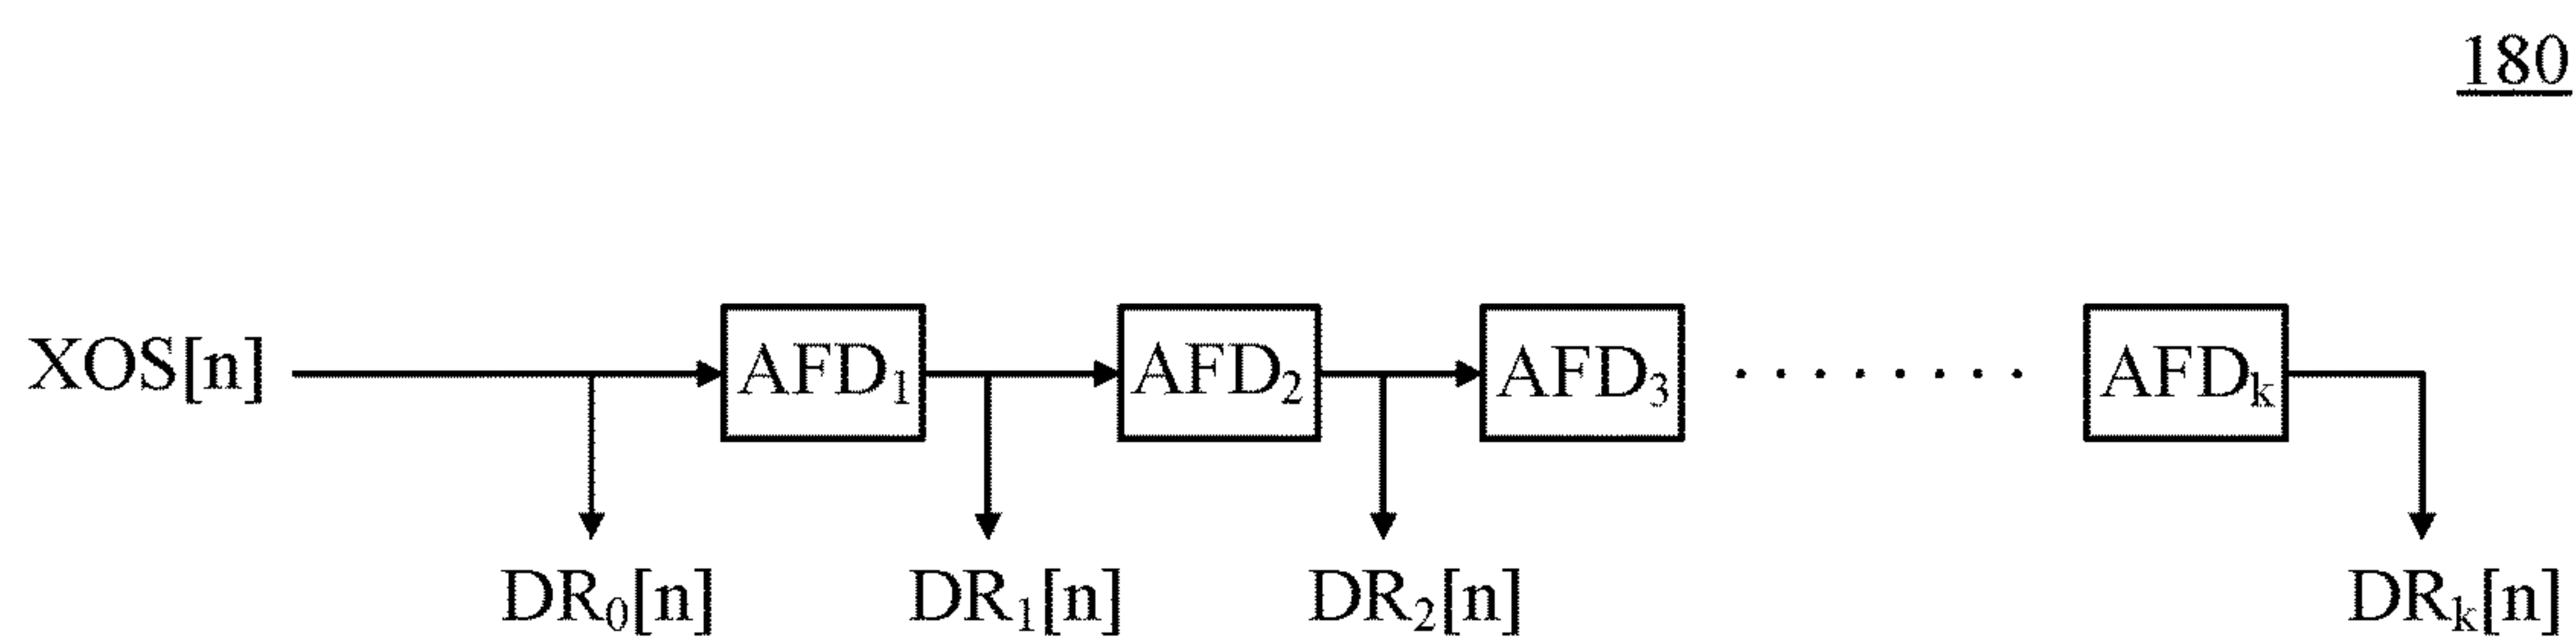 180
XOS[n] AFD₁ AFD₂ AFD₃ ········ AFDₖ
DR₀[n] DR₁[n] DR₂[n] DRₖ[n]